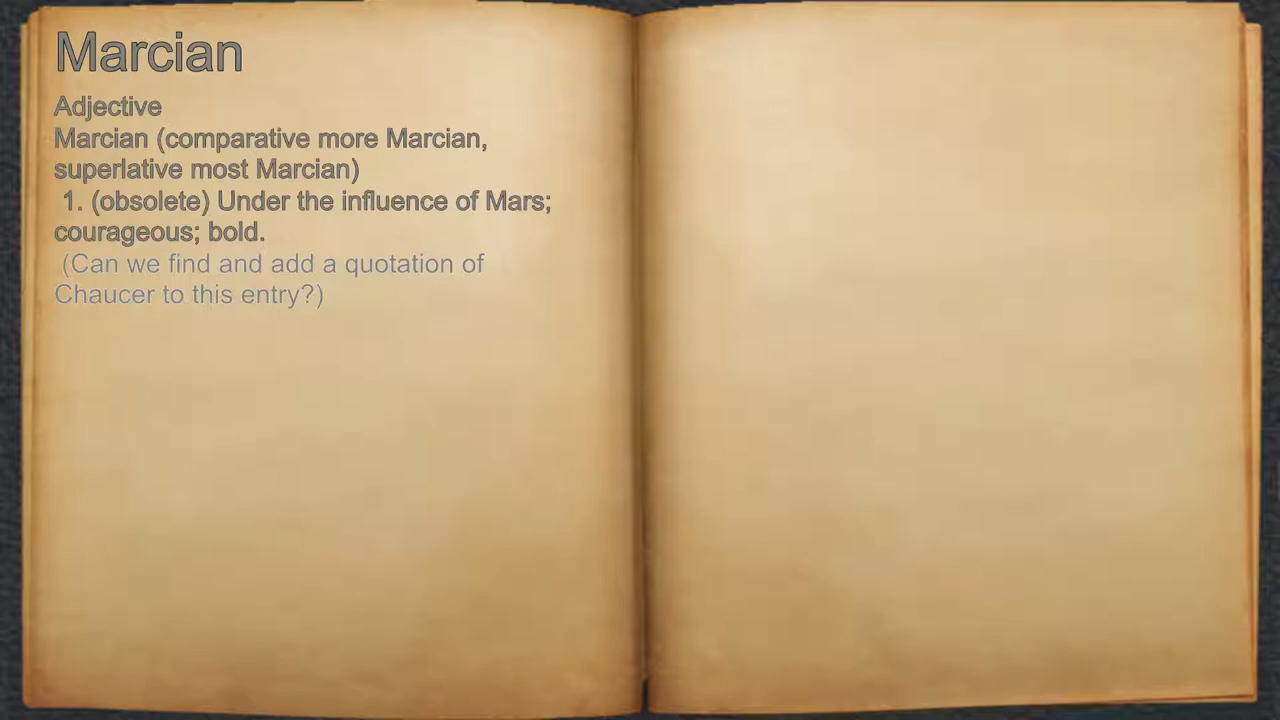 Marcian
Adjective
Marcian (comparative more Marcian,
superlative most Marcian)
1. (obsolete) Under the influence of Mars;
courageous; bold.
(Can we find and add a quotation of
Chaucer to this entry?)